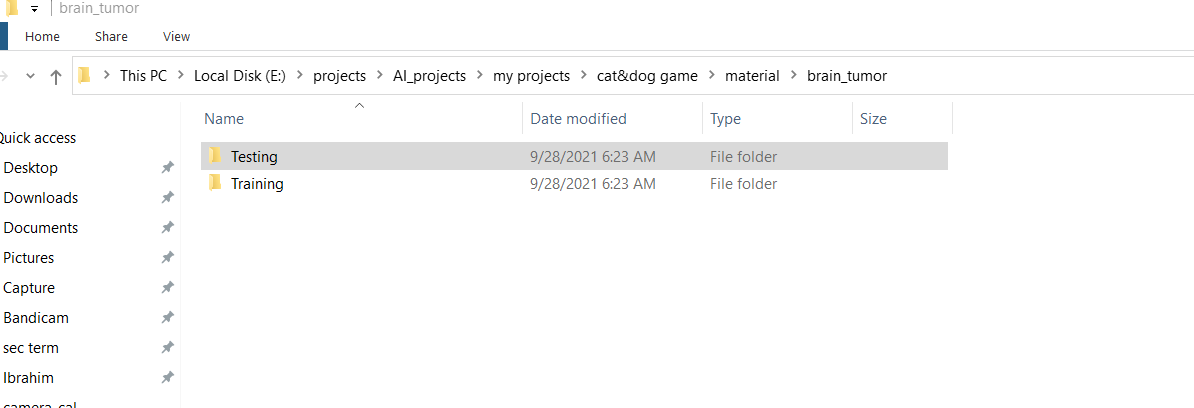 brain_tumor
Home Share View
This PC > Local Disk (E:) > projects > AI_projects > my projects > cat&dog game > material > brain_tumor
Name Date modified Type Size
Quick access
Testing 9/28/2021 6:23 AM File folder
Desktop
Training 9/28/2021 6:23 AM File folder
Downloads
Documents
Pictures
Capture
Bandicam
sec term
Ibrahim